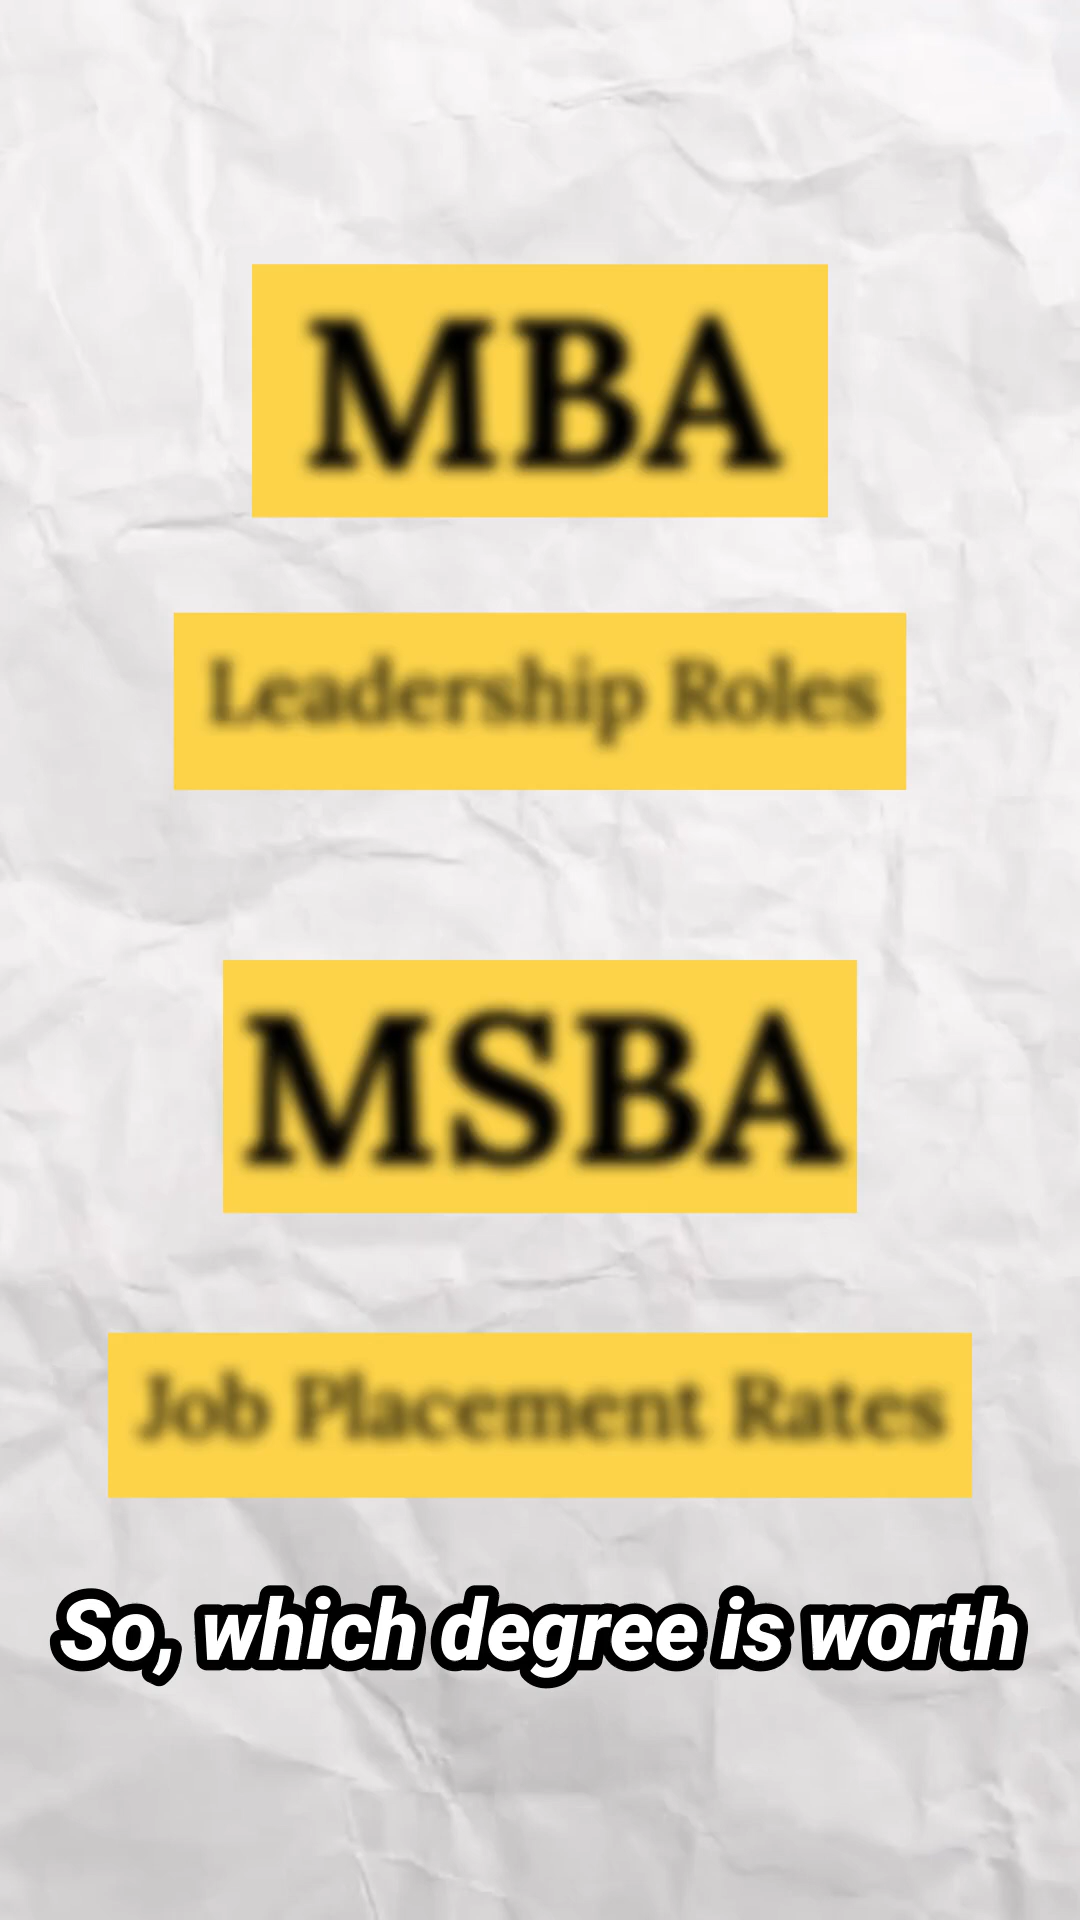 MBA
Leadership Roles
MSBA
Job Placement Rates
So, which degree is worth